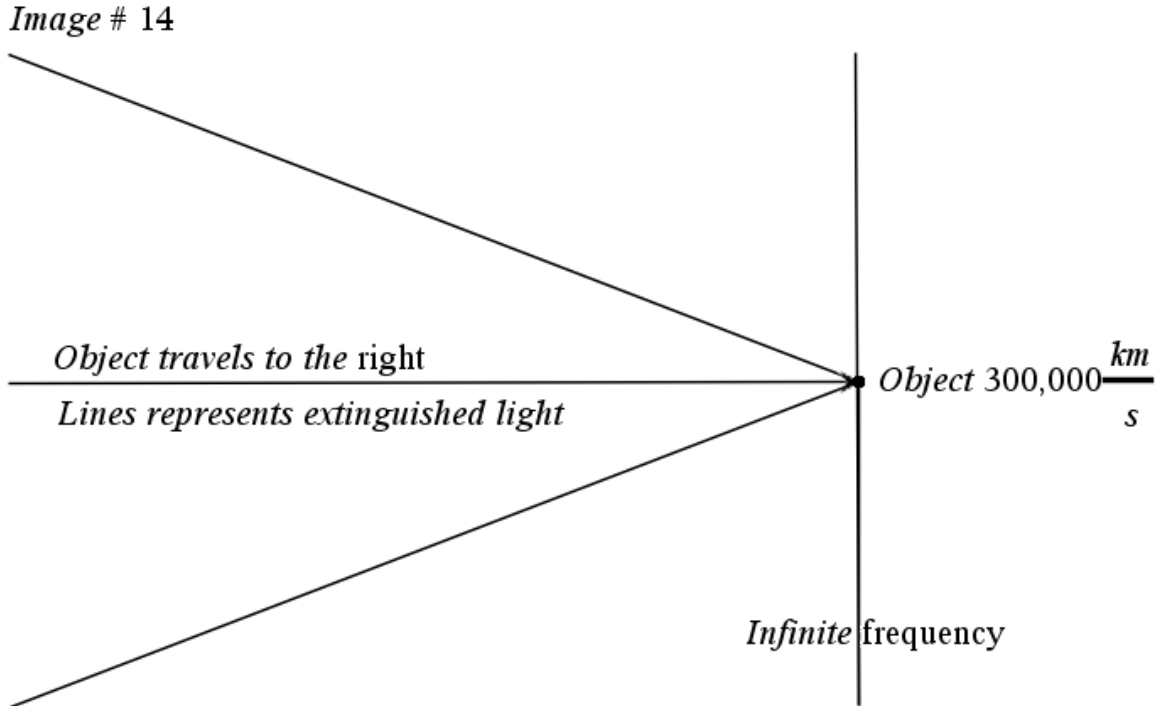 Image # 14
Object travels to the right
Lines represents extinguished light
Object 300,000 km/s
Infinite frequency